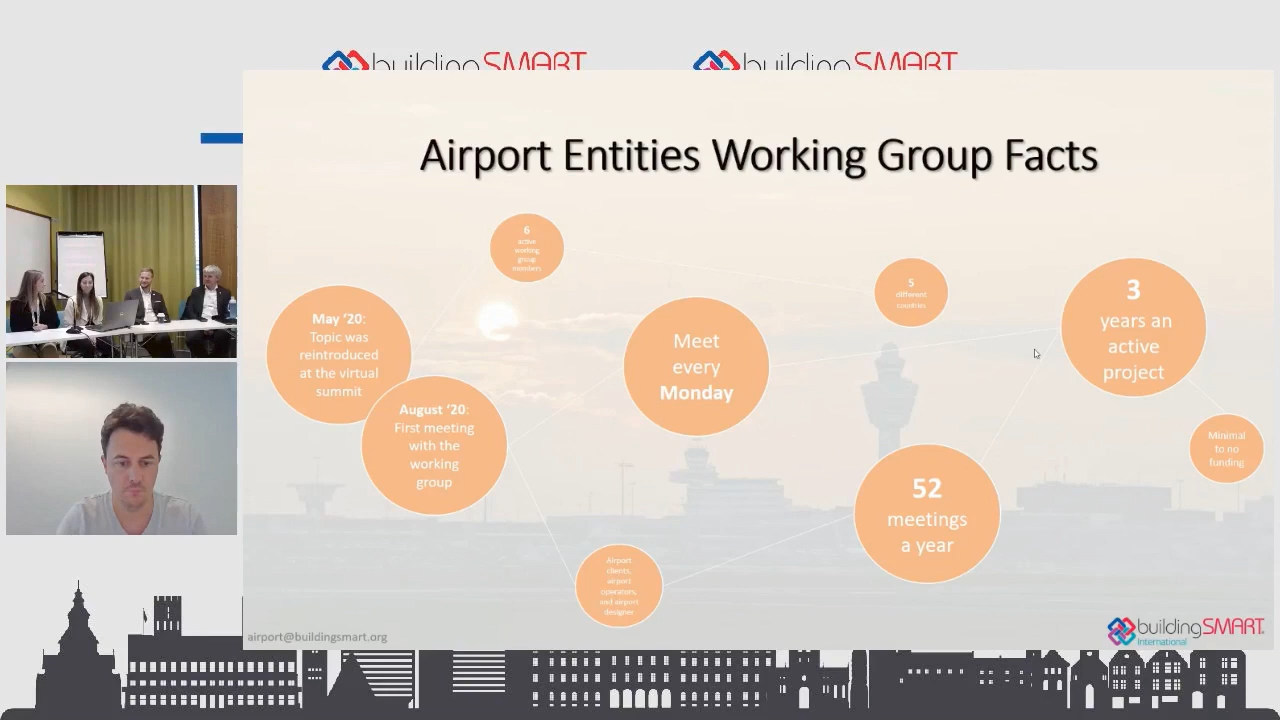 buildingSMART
buildingSMART
Airport Entities Working Group Facts
6
active
working
group
members
5
different
countries
3
years an
active
project
May ‘20:
Topic was
reintroduced
at the virtual
summit
Meet
every
Monday
August ‘20:
First meeting
with the
working
group
Minimal
to no
funding
52
meetings
a year
Airport
clients,
airport
operators,
and airport
designer
airport@buildingsmart.org
buildingSMART
International